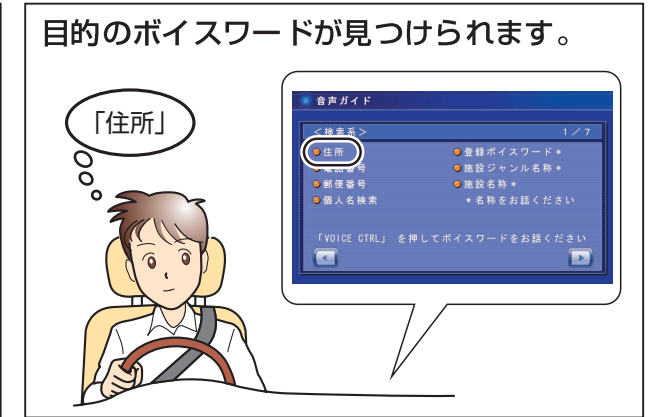 目的のボイスワードが見つけられます。
「住所」
音声ガイド
＜検索系＞ 1／7
住所 登録ボイスワード＊
電話番号 施設ジャンル名称＊
郵便番号 施設名称＊
個人名検索 ＊名称をお話ください
「VOICE CTRL」 を押してボイスワードをお話ください